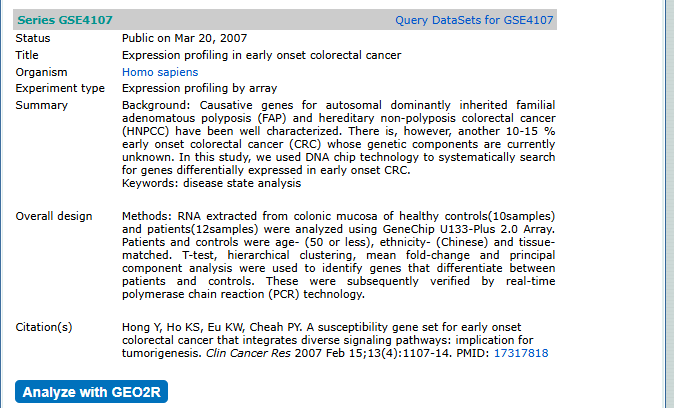 Series GSE4107 Query DataSets for GSE4107
Status Public on Mar 20, 2007
Title Expression profiling in early onset colorectal cancer
Organism Homo sapiens
Experiment type Expression profiling by array
Summary Background: Causative genes for autosomal dominantly inherited familial
adenomatous polyposis (FAP) and hereditary non-polyposis colorectal cancer
(HNPCC) have been well characterized. There is, however, another 10-15 %
early onset colorectal cancer (CRC) whose genetic components are currently
unknown. In this study, we used DNA chip technology to systematically search
for genes differentially expressed in early onset CRC.
Keywords: disease state analysis
Overall design Methods: RNA extracted from colonic mucosa of healthy controls(10samples)
and patients(12samples) were analyzed using GeneChip U133-Plus 2.0 Array.
Patients and controls were age- (50 or less), ethnicity- (Chinese) and tissue-
matched. T-test, hierarchical clustering, mean fold-change and principal
component analysis were used to identify genes that differentiate between
patients and controls. These were subsequently verified by real-time
polymerase chain reaction (PCR) technology.
Citation(s) Hong Y, Ho KS, Eu KW, Cheah PY. A susceptibility gene set for early onset
colorectal cancer that integrates diverse signaling pathways: implication for
tumorigenesis. Clin Cancer Res 2007 Feb 15;13(4):1107-14. PMID: 17317818
Analyze with GEO2R